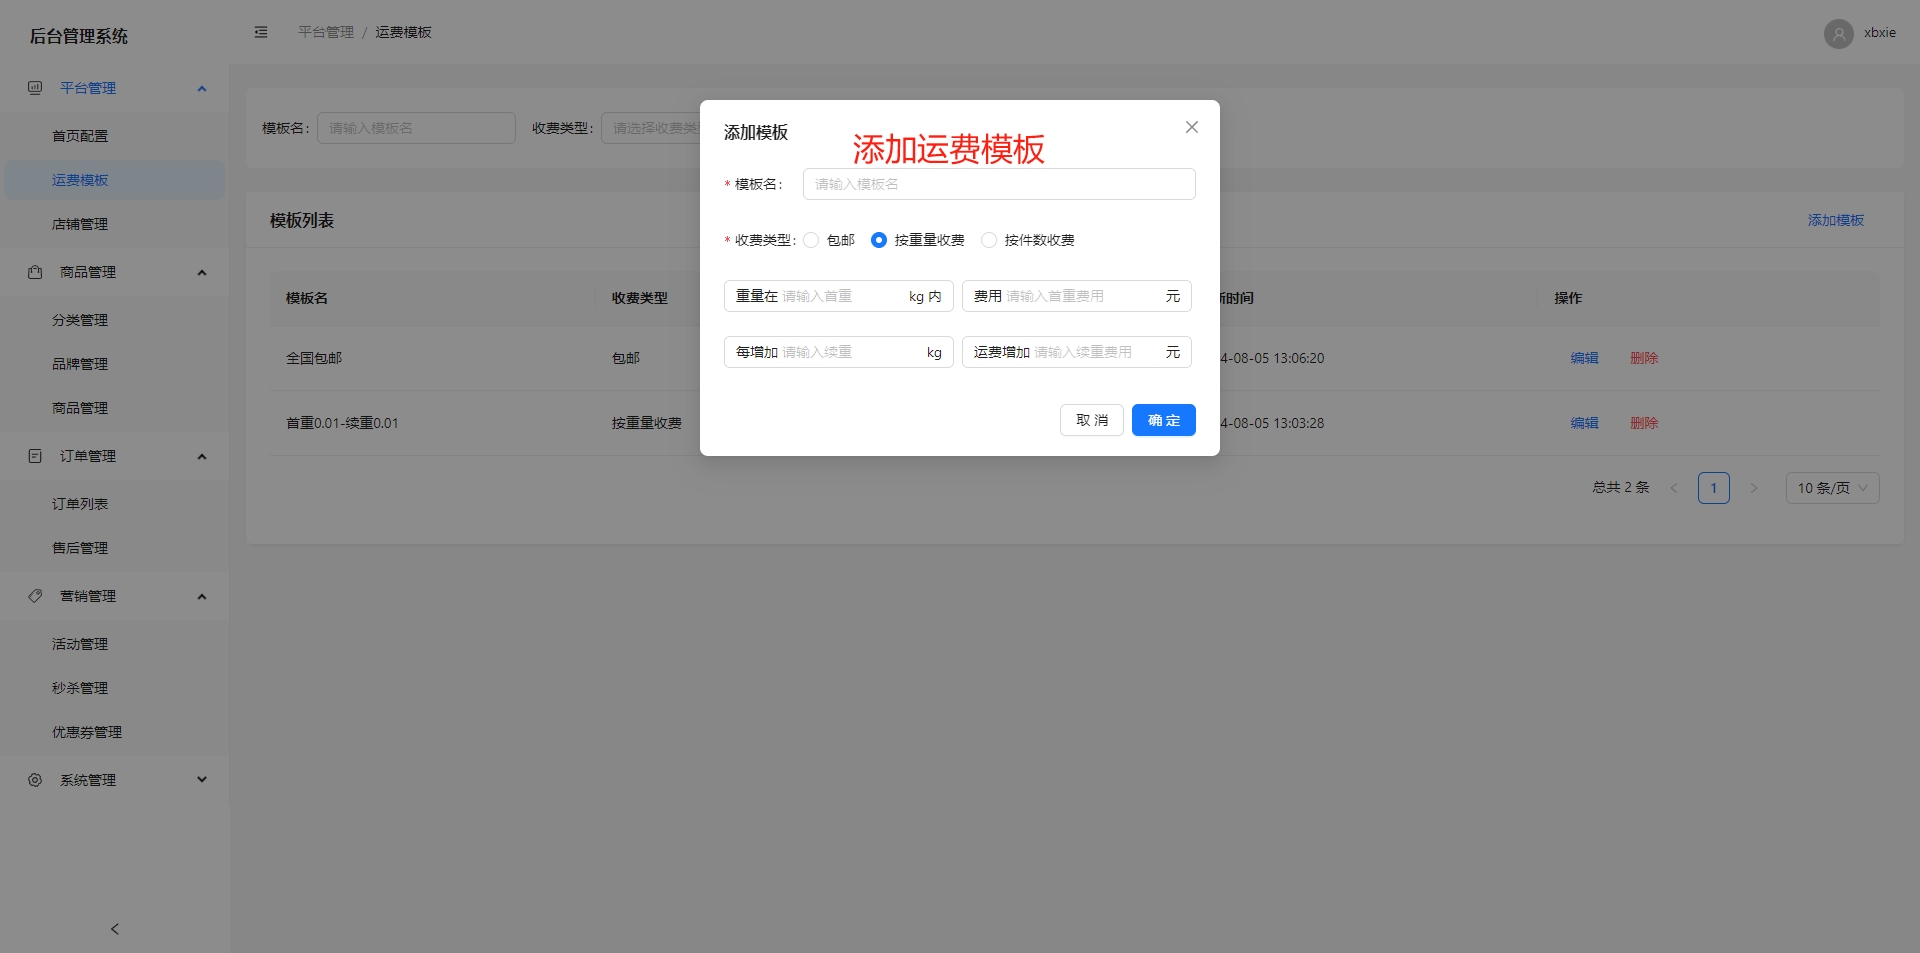 后台管理系统
平台管理
首页配置
运费模板
店铺管理
商品管理
分类管理
品牌管理
商品管理
订单管理
订单列表
售后管理
营销管理
活动管理
秒杀管理
优惠券管理
系统管理
平台管理 / 运费模板
xbxie
模板名: 请输入模板名 收费类型: 请选择收费
模板列表 添加模板
模板名 收费类型 时间 操作
全国包邮 包邮 4-08-05 13:06:20 编辑 删除
首重0.01-续重0.01 按重量收费 4-08-05 13:03:28 编辑 删除
总共 2 条 < 1 > 10 条/页
添加模板
添加运费模板
* 模板名: 请输入模板名
* 收费类型: 包邮 按重量收费 按件数收费
重量在 请输入首重 kg 内 费用 请输入首重费用 元
每增加 请输入续重 kg 运费增加 请输入续重费用 元
取 消 确 定